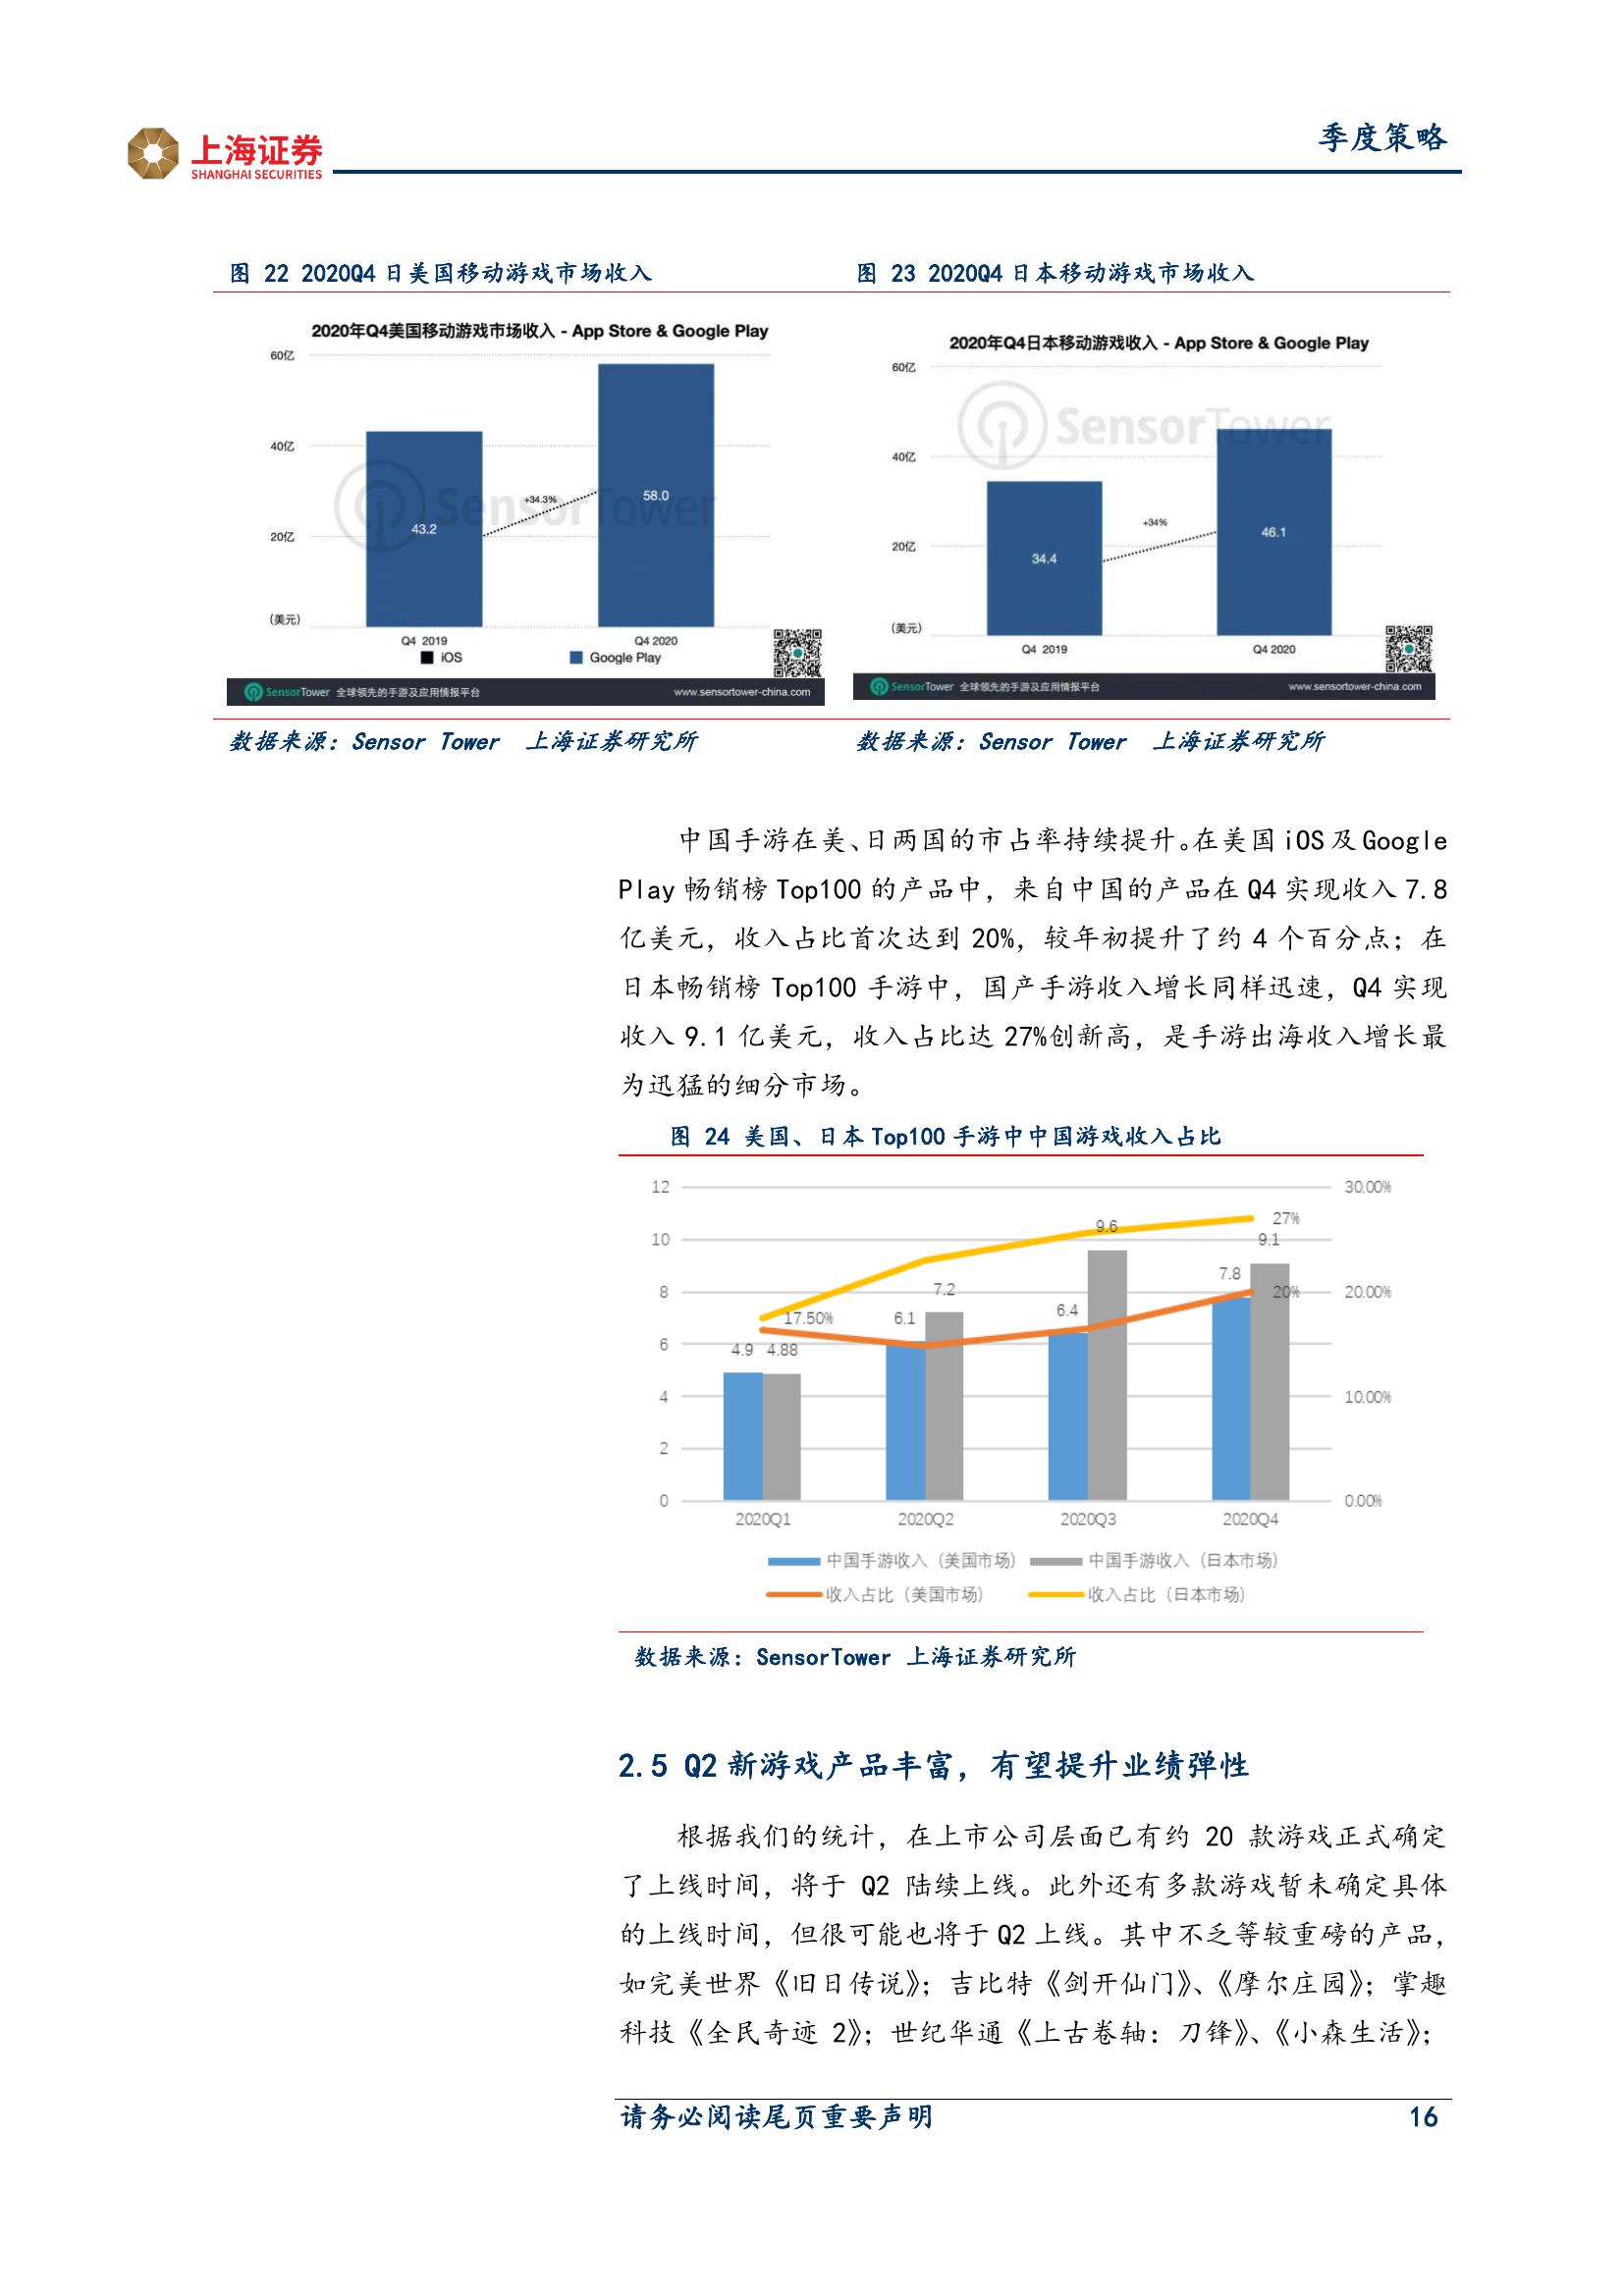 上海证券
SHANGHAI SECURITIES
季度策略
图 22 2020Q4日美国移动游戏市场收入
图 23 2020Q4日本移动游戏市场收入
2020年Q4美国移动游戏市场收入 - App Store & Google Play
60亿
40亿
20亿
(美元)
SensorTower
43.2
+34.3%
58.0
Q4 2019
Q4 2020
iOS
Google Play
SensorTower 全球领先的手游及应用情报平台
www.sensortower-china.com
2020年Q4日本移动游戏收入 - App Store & Google Play
60亿
40亿
20亿
(美元)
SensorTower
34.4
+34%
46.1
Q4 2019
Q4 2020
SensorTower 全球领先的手游及应用情报平台
www.sensortower-china.com
数据来源：Sensor Tower 上海证券研究所
数据来源：Sensor Tower 上海证券研究所
中国手游在美、日两国的市占率持续提升。在美国iOS及Google
Play 畅销榜 Top100 的产品中，来自中国的产品在 Q4 实现收入 7.8
亿美元，收入占比首次达到 20%，较年初提升了约 4 个百分点；在
日本畅销榜 Top100 手游中，国产手游收入增长同样迅速，Q4 实现
收入 9.1 亿美元，收入占比达 27%创新高，是手游出海收入增长最
为迅猛的细分市场。
图 24 美国、日本 Top100 手游中中国游戏收入占比
12
10
8
6
4
2
0
30.00%
20.00%
10.00%
0.00%
4.9 4.88
17.50%
6.1
7.2
6.4
9.6
7.8
9.1
27%
20%
2020Q1 2020Q2 2020Q3 2020Q4
中国手游收入（美国市场） 中国手游收入（日本市场）
收入占比（美国市场） 收入占比（日本市场）
数据来源：SensorTower 上海证券研究所
2.5 Q2 新游戏产品丰富，有望提升业绩弹性
根据我们的统计，在上市公司层面已有约 20 款游戏正式确定
了上线时间，将于 Q2 陆续上线。此外还有多款游戏暂未确定具体
的上线时间，但很可能也将于 Q2 上线。其中不乏等较重磅的产品，
如完美世界《旧日传说》；吉比特《剑开仙门》、《摩尔庄园》；掌趣
科技《全民奇迹 2》；世纪华通《上古卷轴：刀锋》、《小森生活》；
请务必阅读尾页重要声明
16